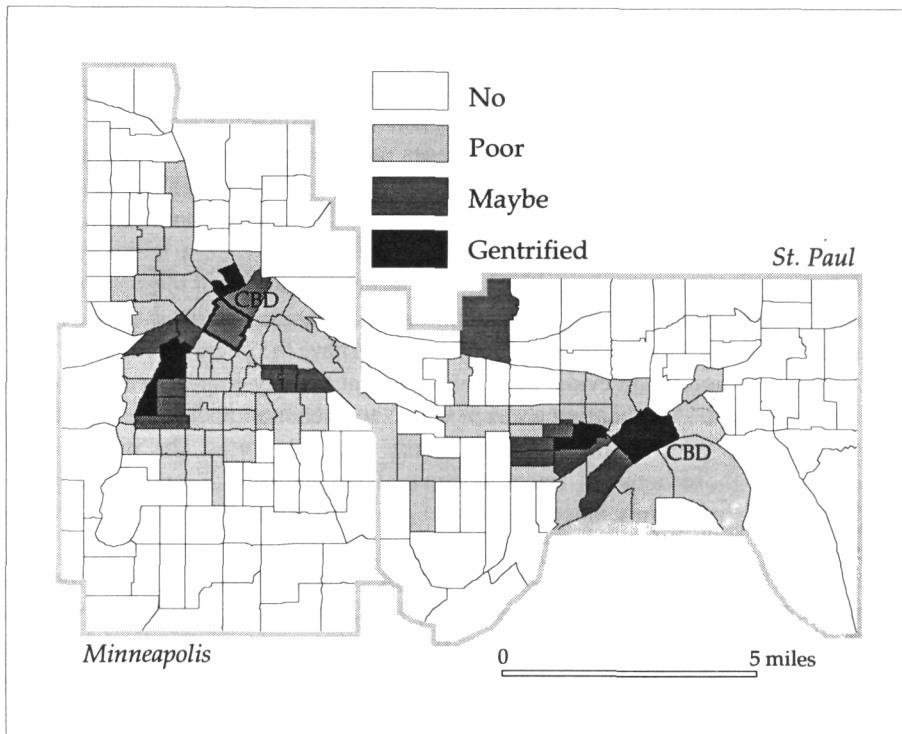 No
Poor
Maybe
Gentrified
St. Paul
CBD
CBD
Minneapolis
0 5 miles